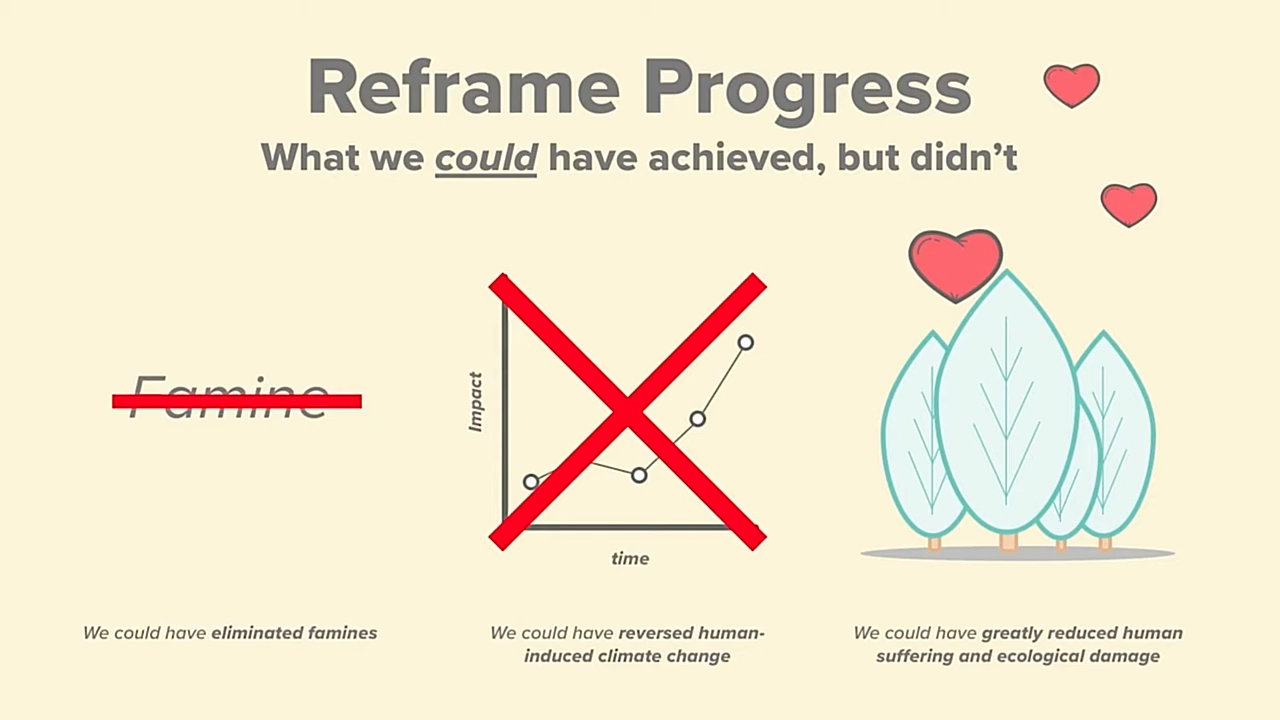 Reframe Progress
What we could have achieved, but didn’t
Famine
Impact
time
We could have eliminated famines
We could have reversed human-
induced climate change
We could have greatly reduced human
suffering and ecological damage